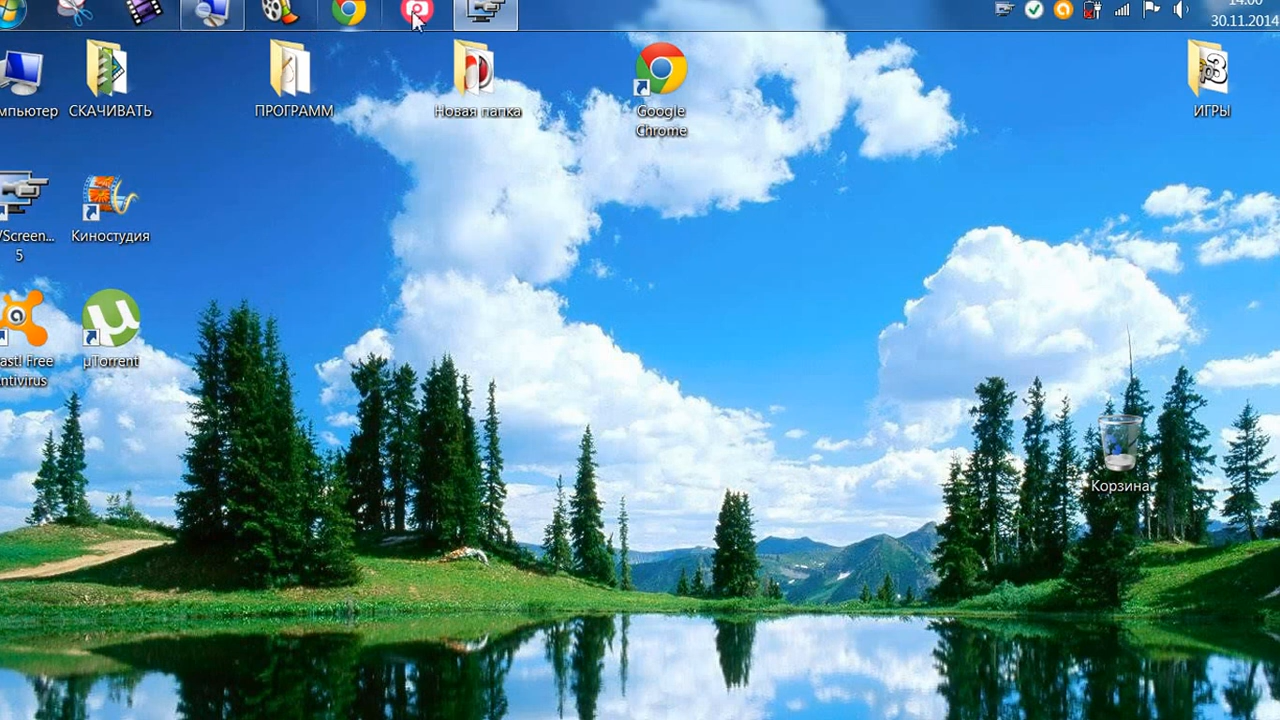 14:00
30.11.2014
мпьютер
СКАЧИВАТЬ
ПРОГРАММ
Новая папка
Google
Chrome
ИГРЫ
VScreen...
5
Киностудия
ast! Free
ntivirus
µTorrent
Корзина